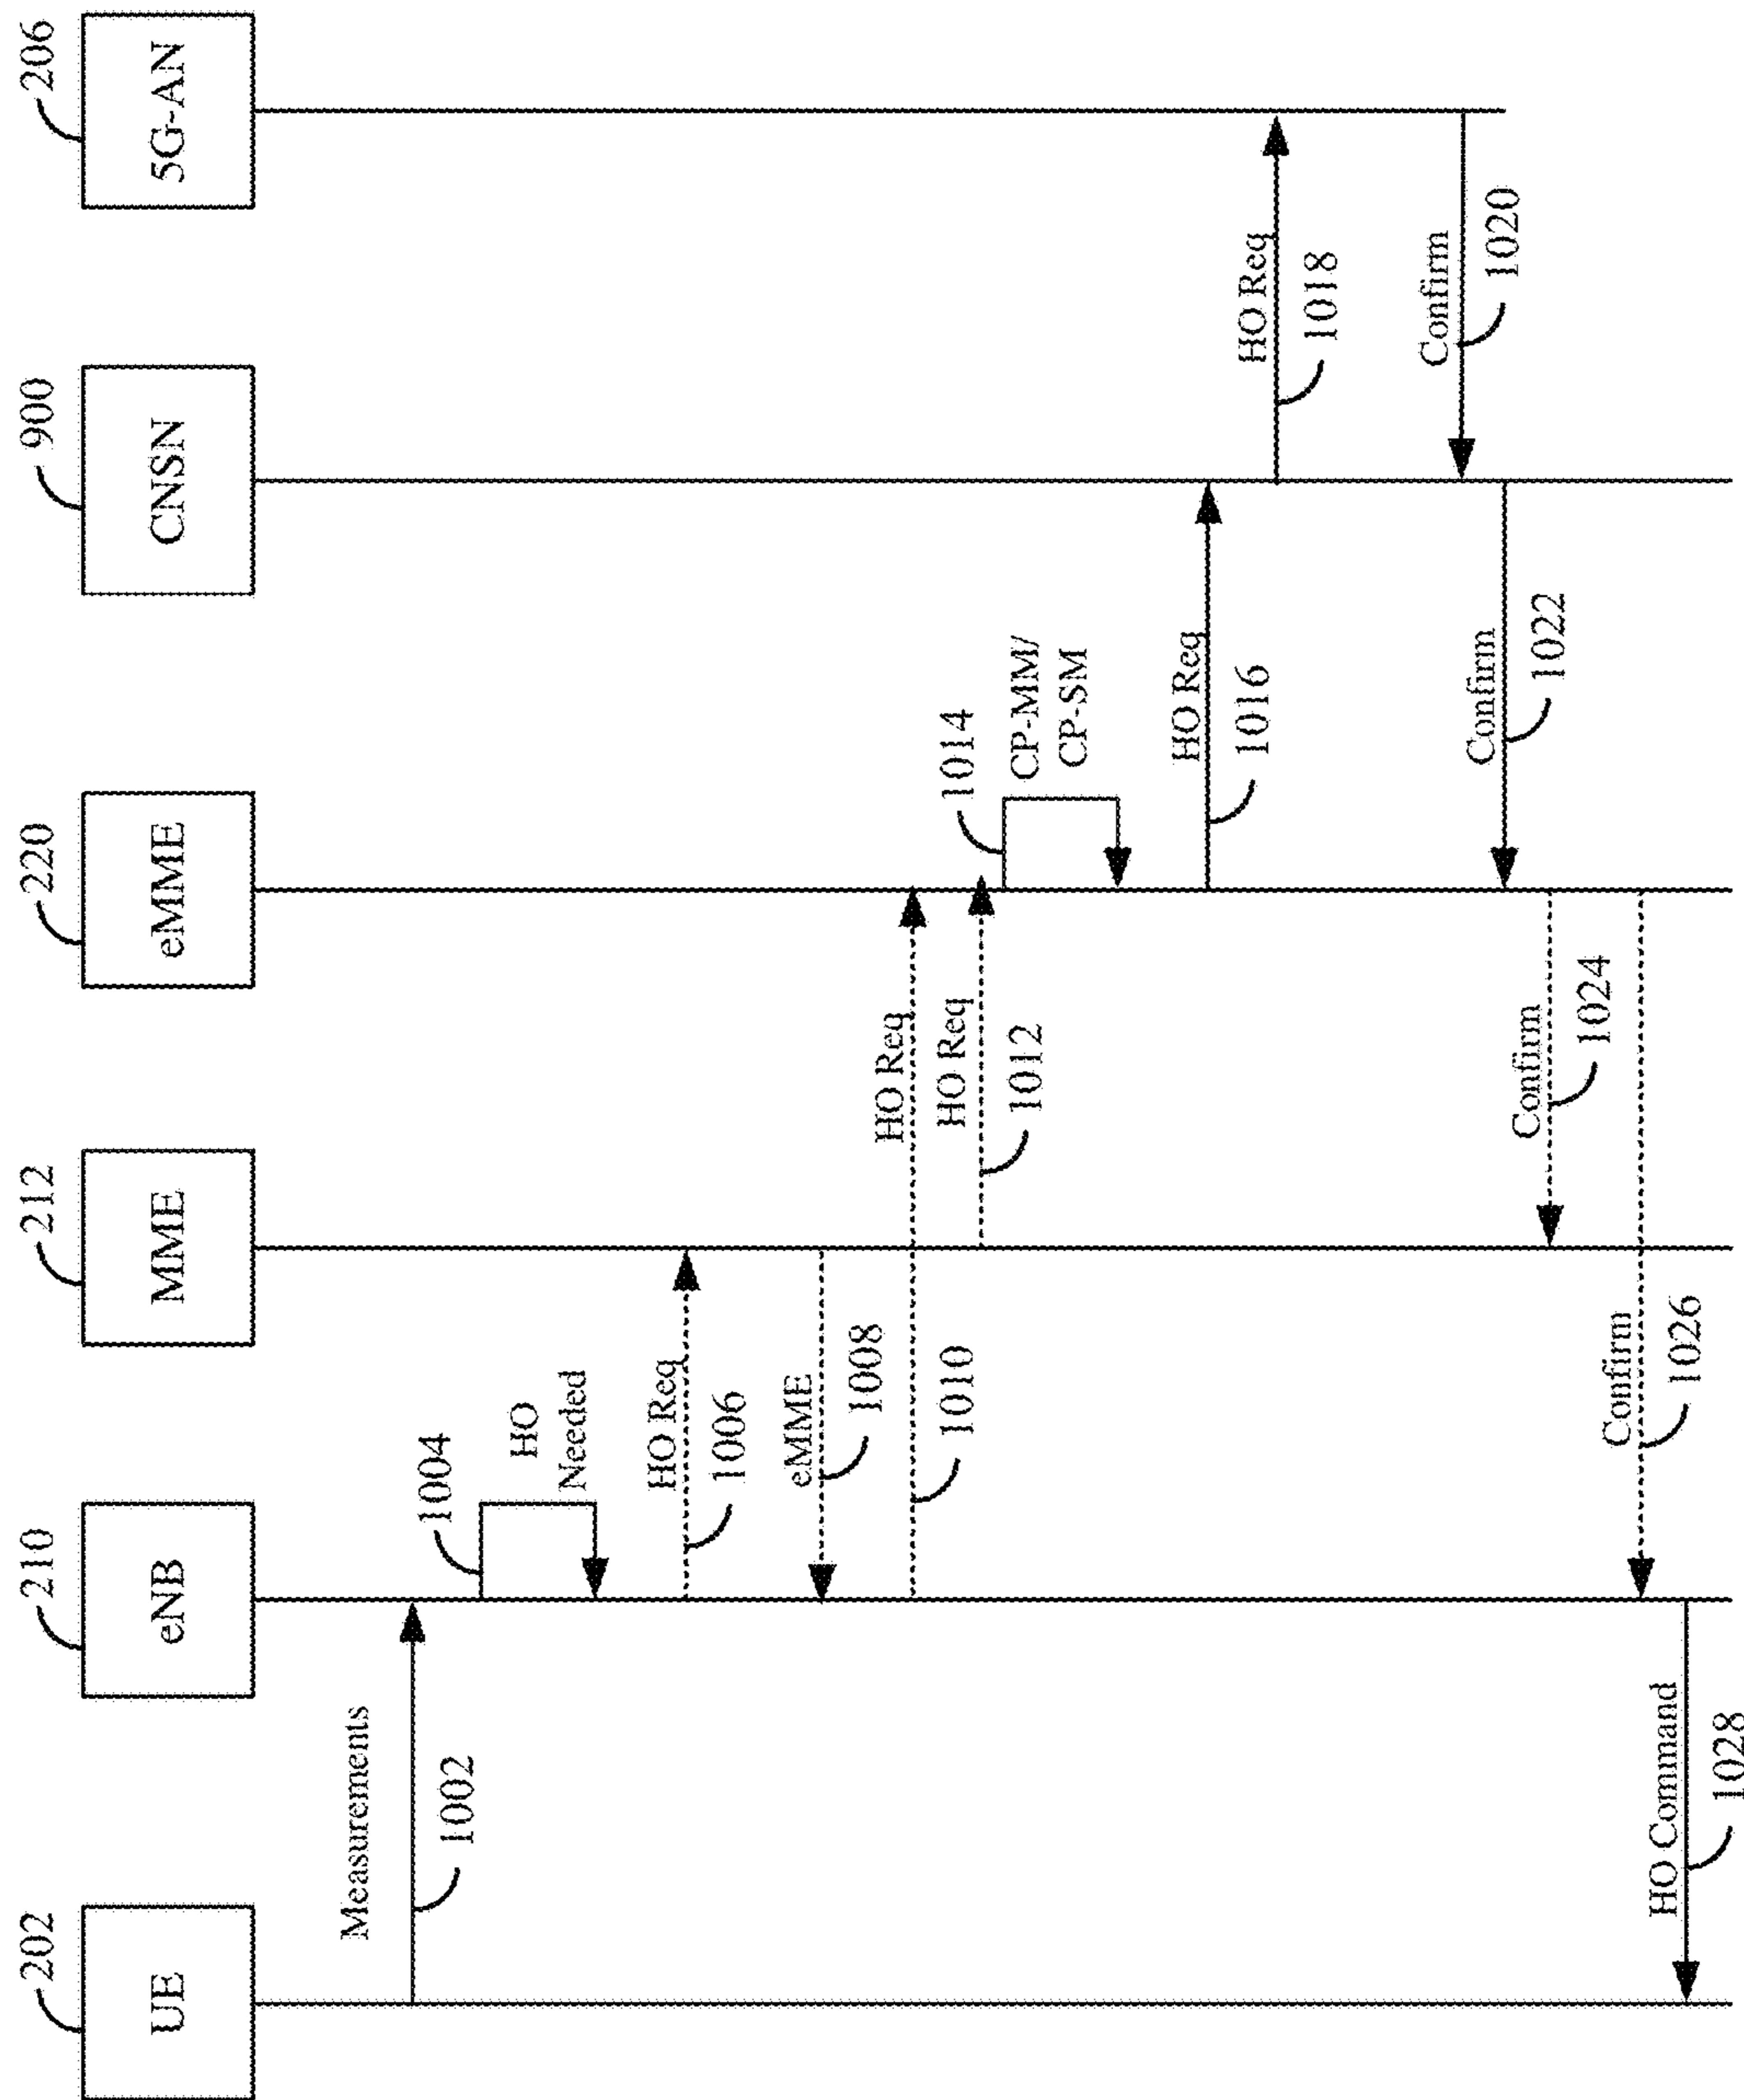 202
UE
210
eNB
212
MME
220
eMME
900
CNSN
206
5G-AN
Measurements
1002
1004
HO
Needed
HO Req
1006
eMME
1008
HO Req
1010
HO Req
1012
1014
CP-MM/
CP-SM
HO Req
1016
HO Req
1018
Confirm
1020
Confirm
1022
Confirm
1024
Confirm
1026
HO Command
1028